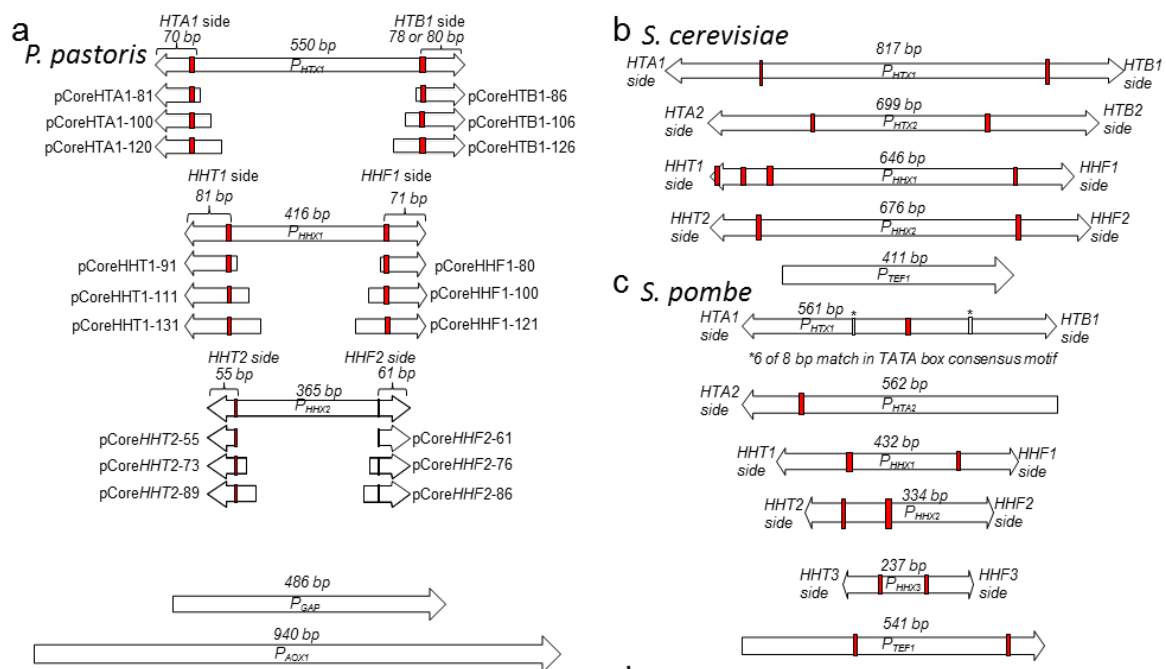 a
P. pastoris
HTA1 side
70 bp
HTB1 side
78 or 80 bp
550 bp
PHTX1
pCoreHTA1-81
pCoreHTB1-86
pCoreHTA1-100
pCoreHTB1-106
pCoreHTA1-120
pCoreHTB1-126
HHT1 side
81 bp
HHF1 side
71 bp
416 bp
PHHX1
pCoreHHT1-91
pCoreHHF1-80
pCoreHHT1-111
pCoreHHF1-100
pCoreHHT1-131
pCoreHHF1-121
HHT2 side
55 bp
HHF2 side
61 bp
365 bp
PHHX2
pCoreHHT2-55
pCoreHHF2-61
pCoreHHT2-73
pCoreHHF2-76
pCoreHHT2-89
pCoreHHF2-86
486 bp
PGAP
940 bp
PAOX1
b
S. cerevisiae
817 bp
HTA1
side
PHTX1
HTB1
side
699 bp
HTA2
side
PHTX2
HTB2
side
646 bp
HHT1
side
PHHX1
HHF1
side
676 bp
HHT2
side
PHHX2
HHF2
side
411 bp
PTEF1
c
S. pombe
561 bp
HTA1
side
PHTX1
*
*
HTB1
side
*6 of 8 bp match in TATA box consensus motif
562 bp
HTA2
side
PHTA2
432 bp
HHT1
side
PHHX1
HHF1
side
334 bp
HHT2
side
PHHX2
HHF2
side
237 bp
HHT3
side
PHHX3
HHF3
side
541 bp
PTEF1